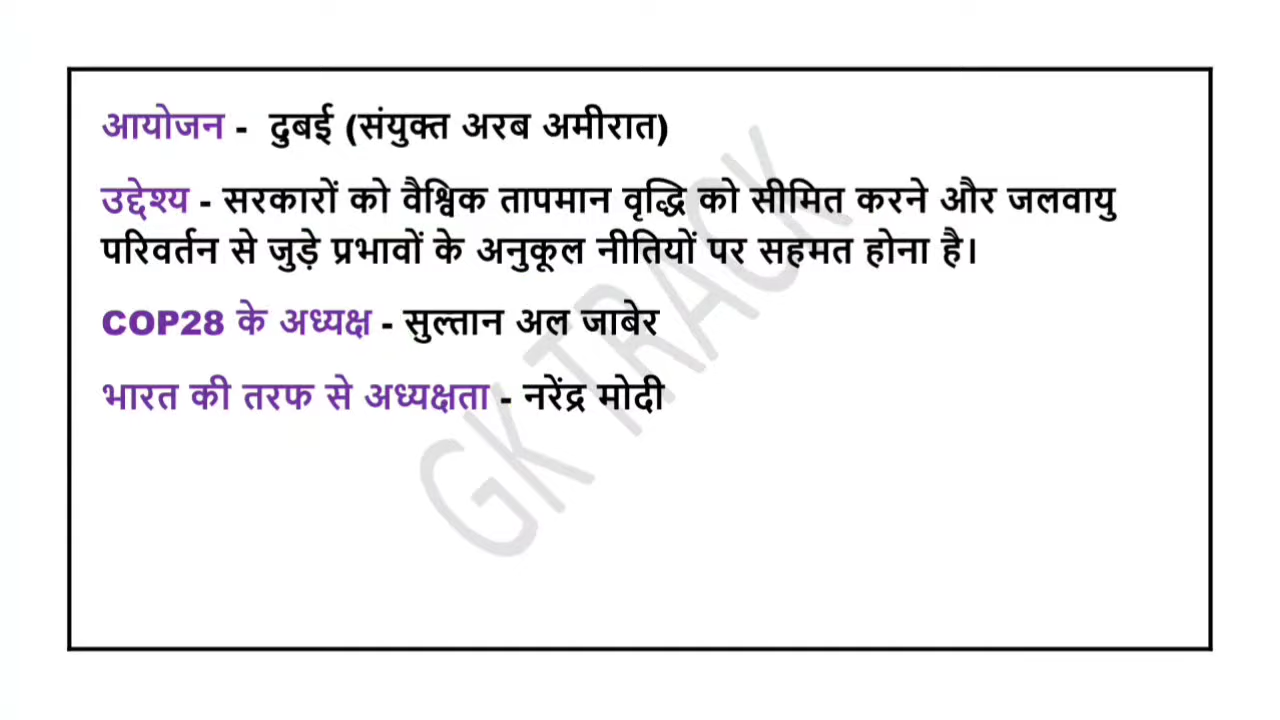 आयोजन -  दुबई (संयुक्त अरब अमीरात)
उद्देश्य - सरकारों को वैश्विक तापमान वृद्धि को सीमित करने और जलवायु
परिवर्तन से जुड़े प्रभावों के अनुकूल नीतियों पर सहमत होना है।
COP28 के अध्यक्ष - सुल्तान अल जाबेर
भारत की तरफ से अध्यक्षता - नरेंद्र मोदी
GK TRACK